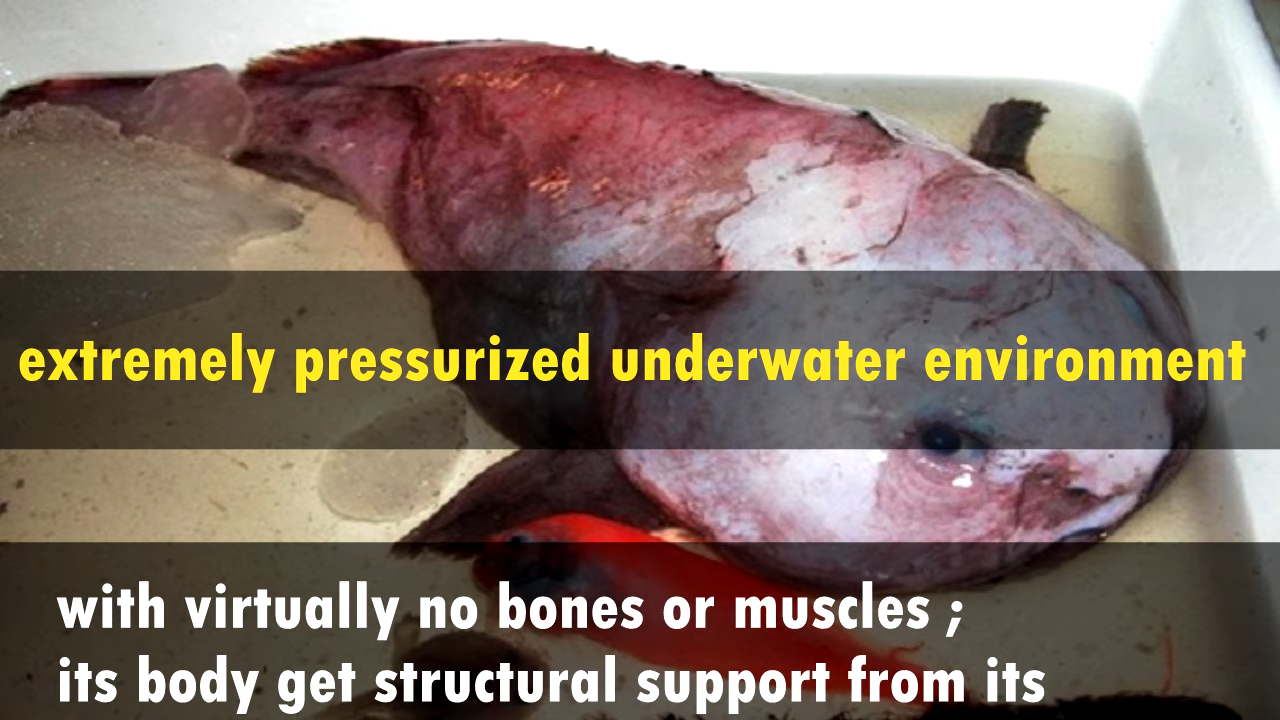 extremely pressurized underwater environment
with virtually no bones or muscles ;
its body get structural support from its